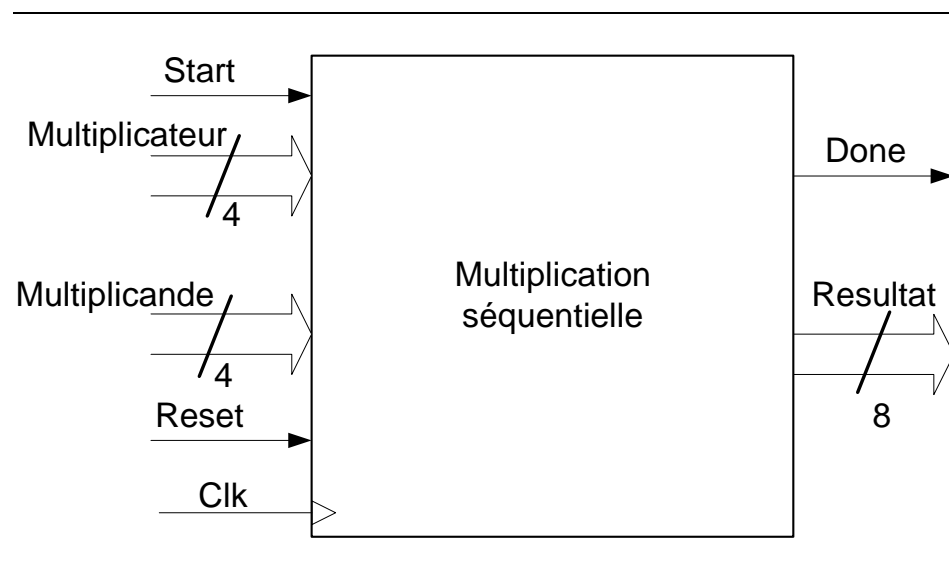 Start
Multiplicateur
4
Multiplicande
4
Reset
Clk
Multiplication
séquentielle
Done
Resultat
8